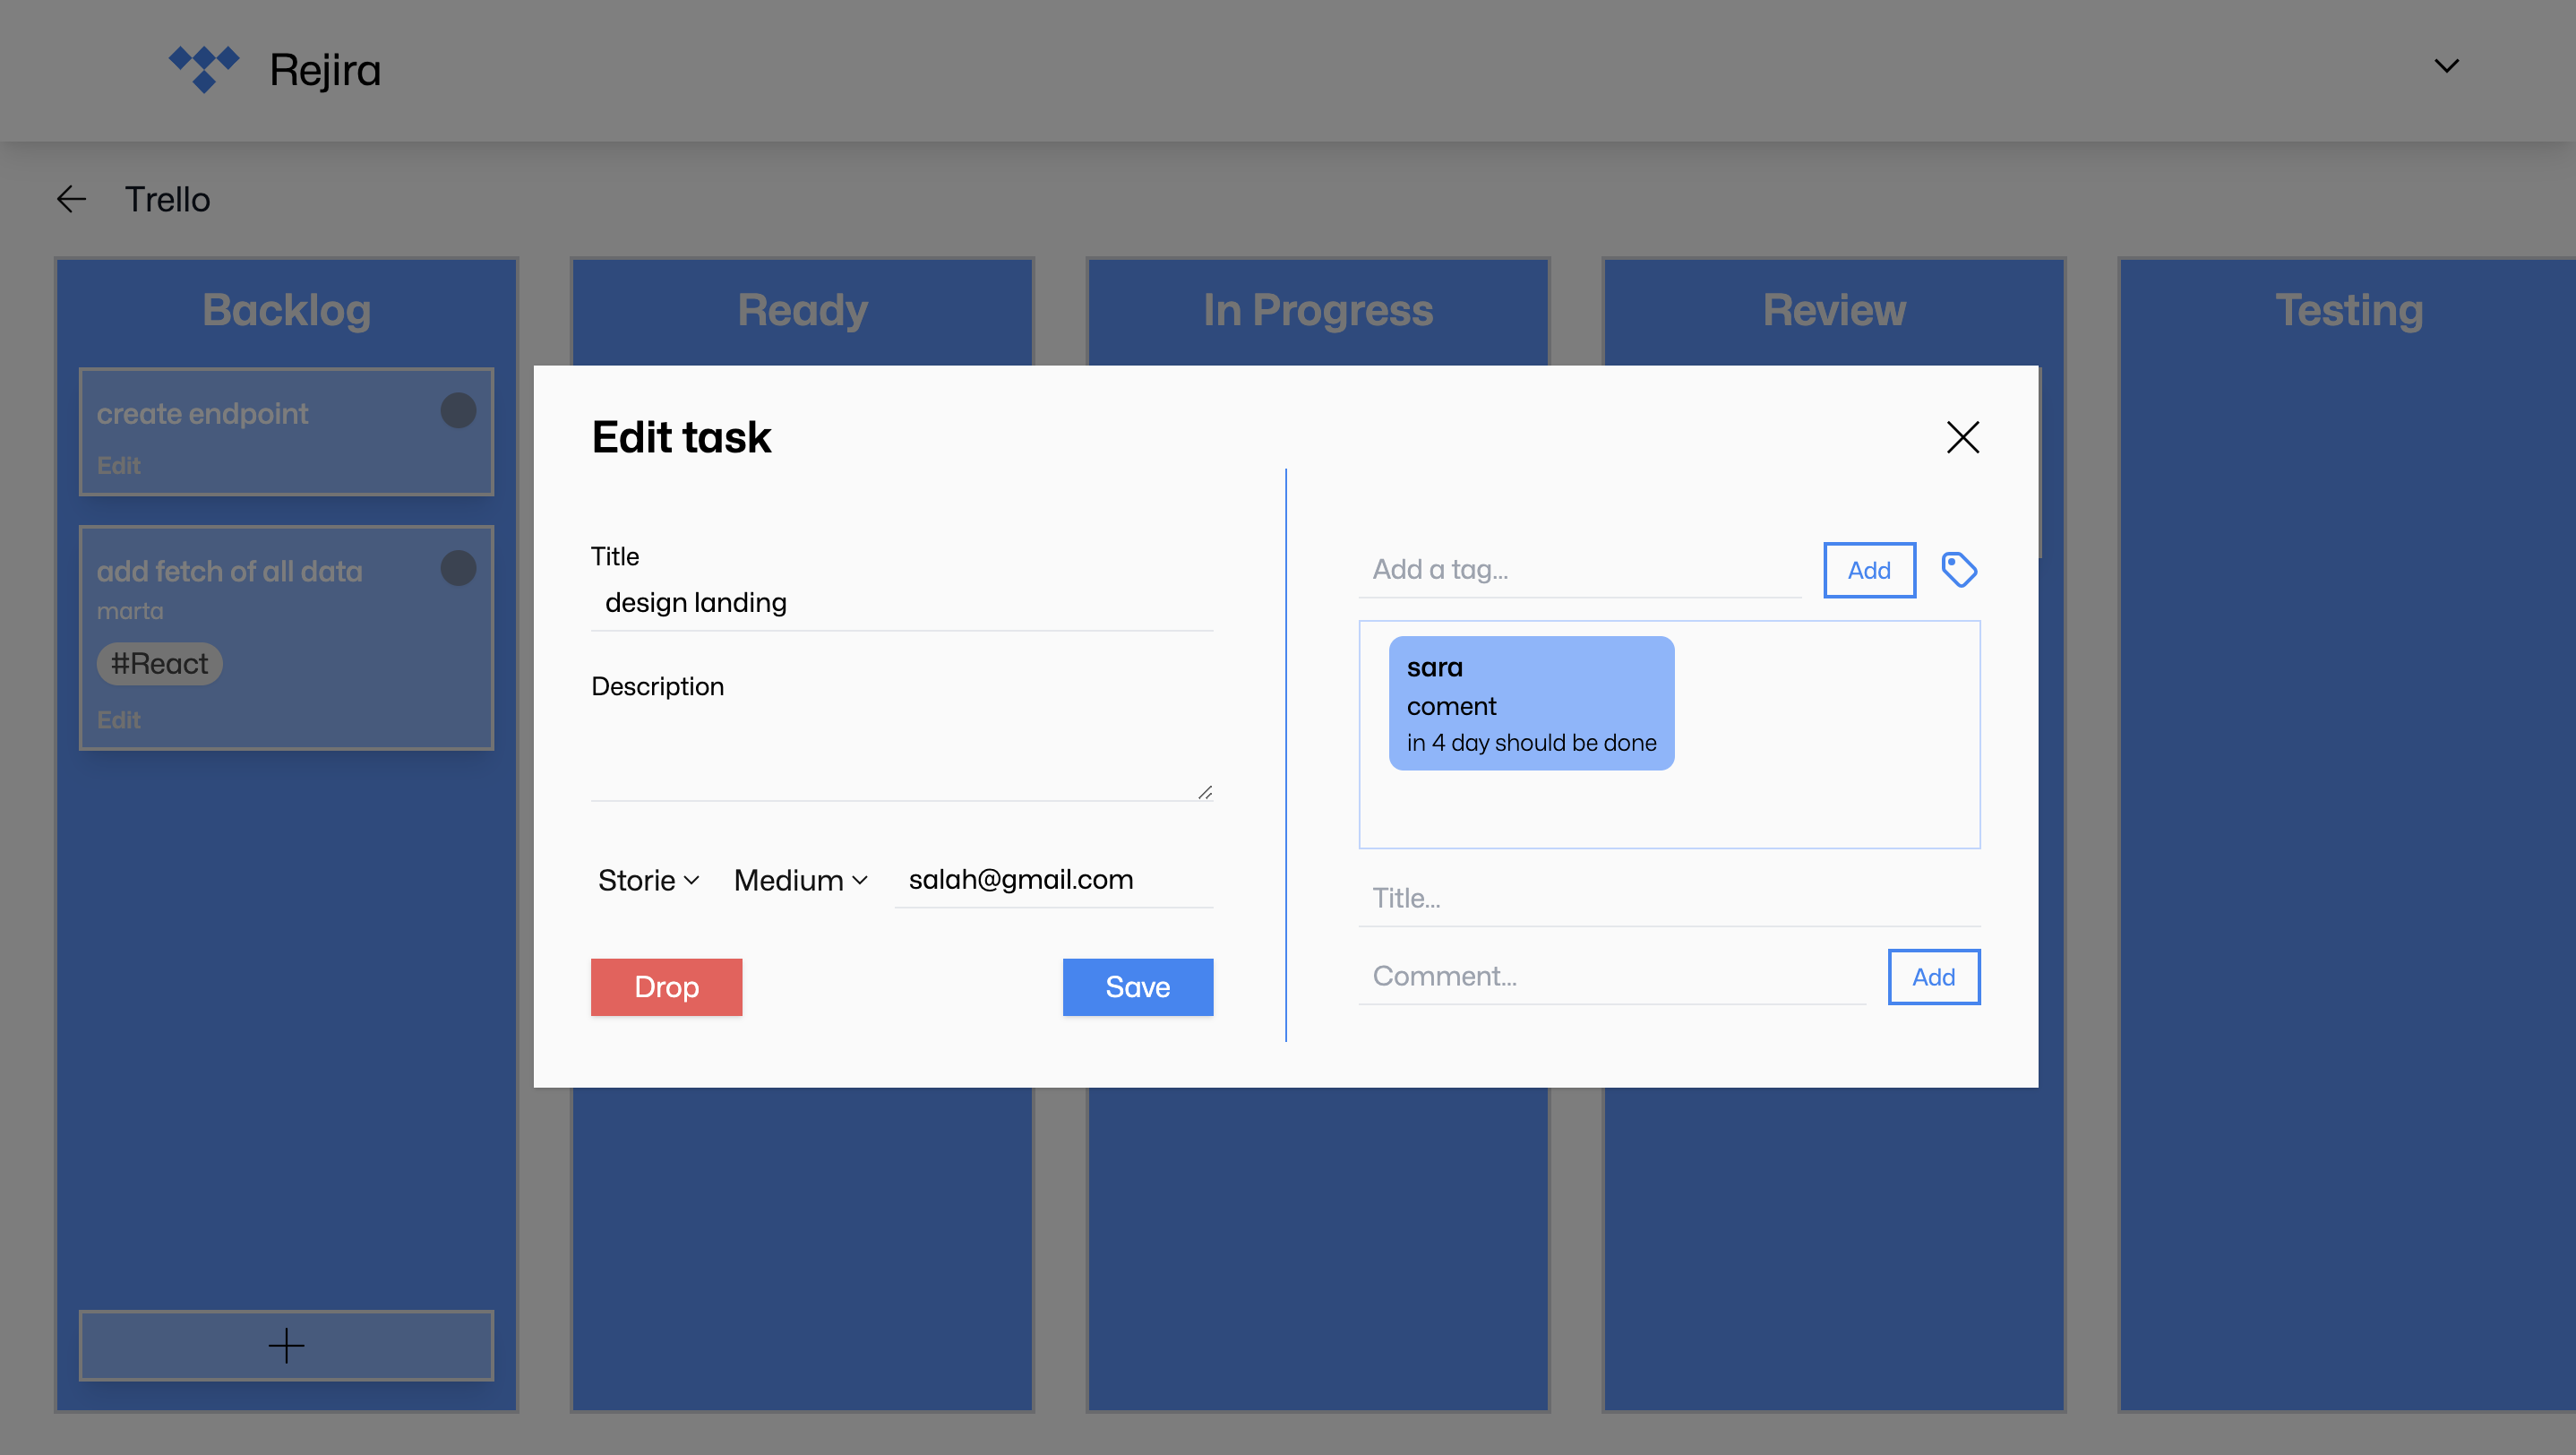 Rejira
Trello
Backlog
Ready
In Progress
Review
Testing
create endpoint
Edit
add fetch of all data
marta
#React
Edit
Edit task
Title
design landing
Description
Storie
Medium
salah@gmail.com
Drop
Save
Add a tag...
Add
sara
coment
in 4 day should be done
Title...
Comment...
Add